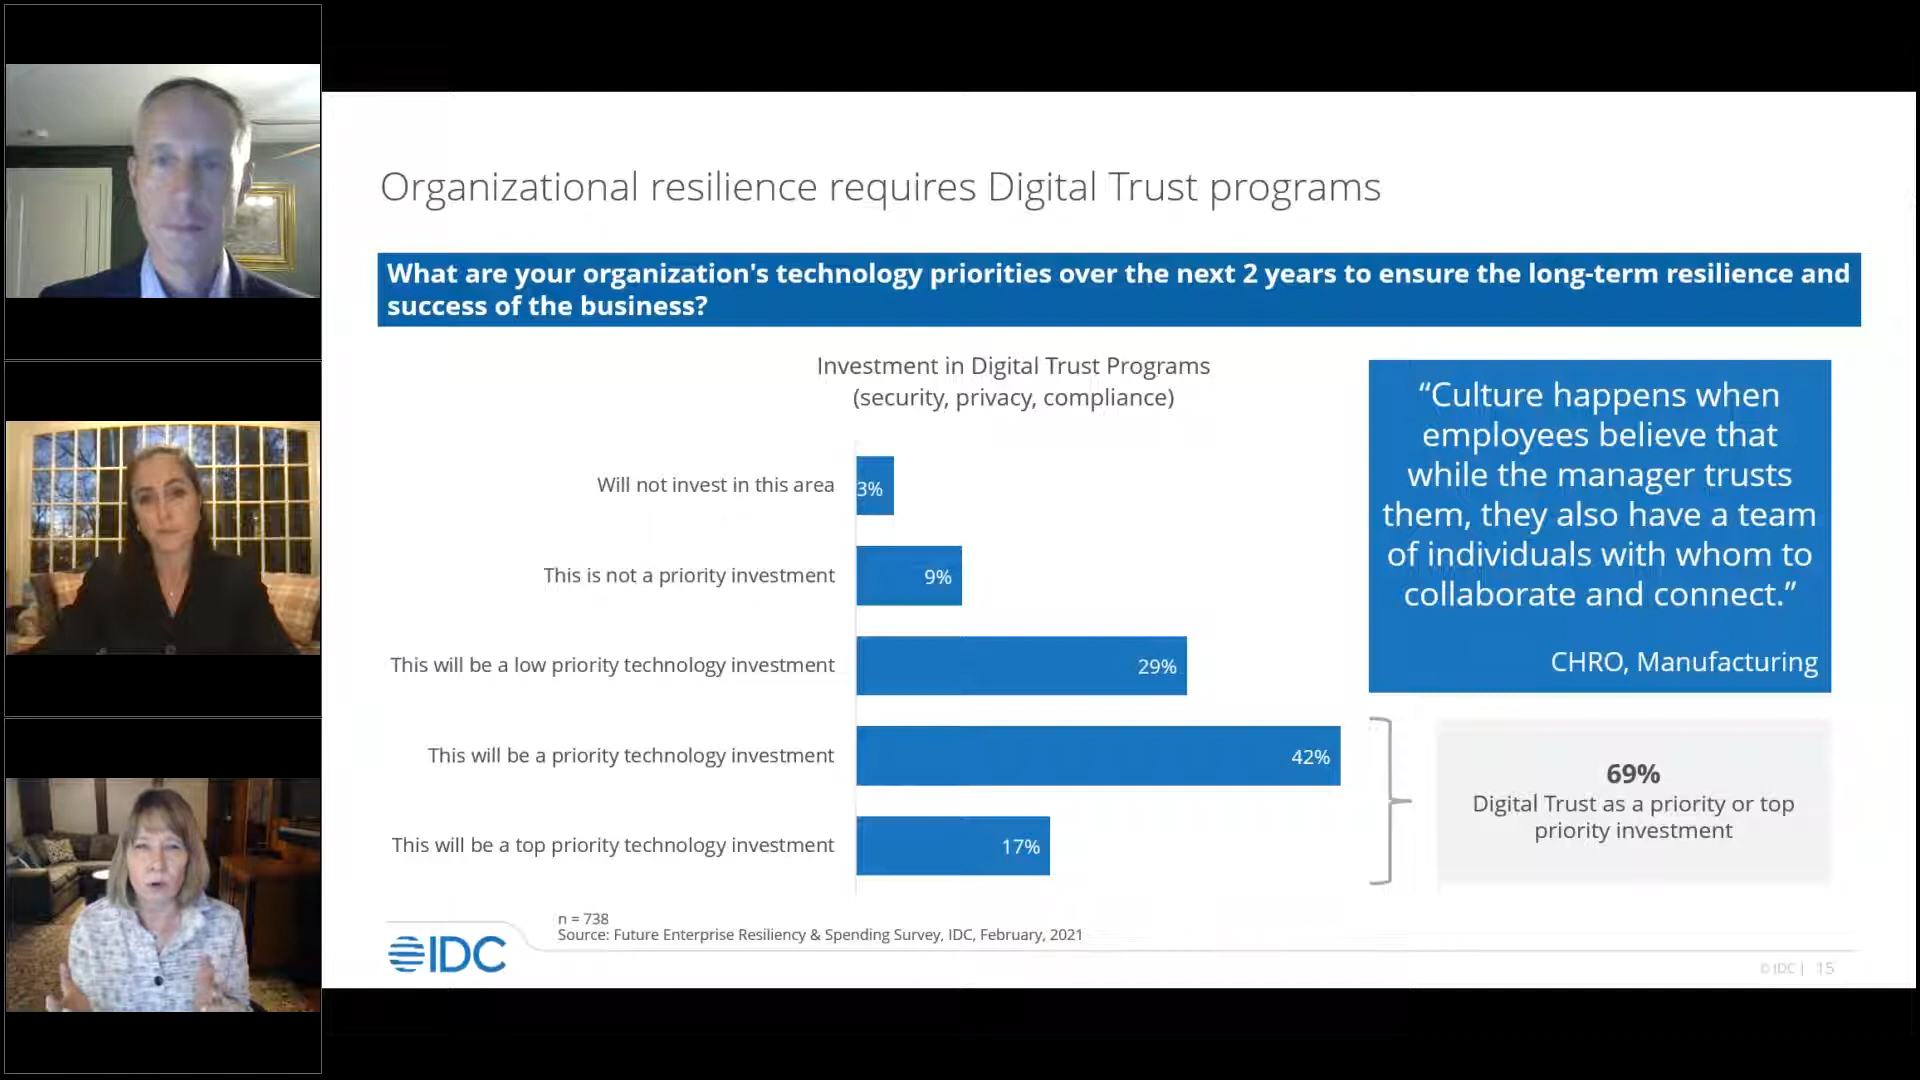 Organizational resilience requires Digital Trust programs
What are your organization's technology priorities over the next 2 years to ensure the long-term resilience and
success of the business?
Investment in Digital Trust Programs
(security, privacy, compliance)
Will not invest in this area
3%
This is not a priority investment
9%
This will be a low priority technology investment
29%
This will be a priority technology investment
42%
This will be a top priority technology investment
17%
“Culture happens when
employees believe that
while the manager trusts
them, they also have a team
of individuals with whom to
collaborate and connect.”
CHRO, Manufacturing
69%
Digital Trust as a priority or top
priority investment
n = 738
Source: Future Enterprise Resiliency & Spending Survey, IDC, February, 2021
IDC
© IDC | 15